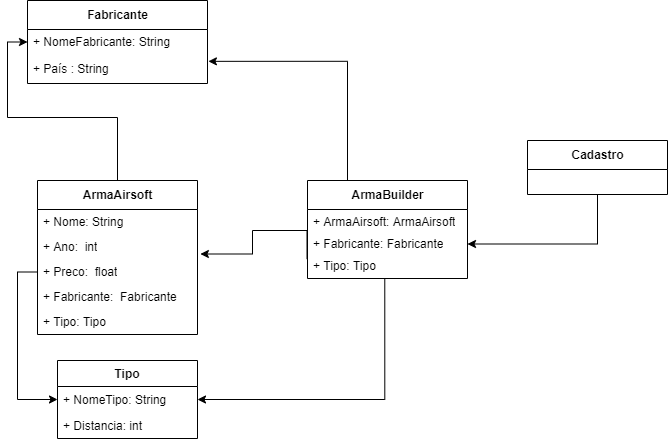 Fabricante
+ NomeFabricante: String
+ País : String
ArmaAirsoft
+ Nome: String
+ Ano:  int
+ Preco:  float
+ Fabricante:  Fabricante
+ Tipo: Tipo
ArmaBuilder
+ ArmaAirsoft: ArmaAirsoft
+ Fabricante: Fabricante
+ Tipo: Tipo
Cadastro
Tipo
+ NomeTipo: String
+ Distancia: int